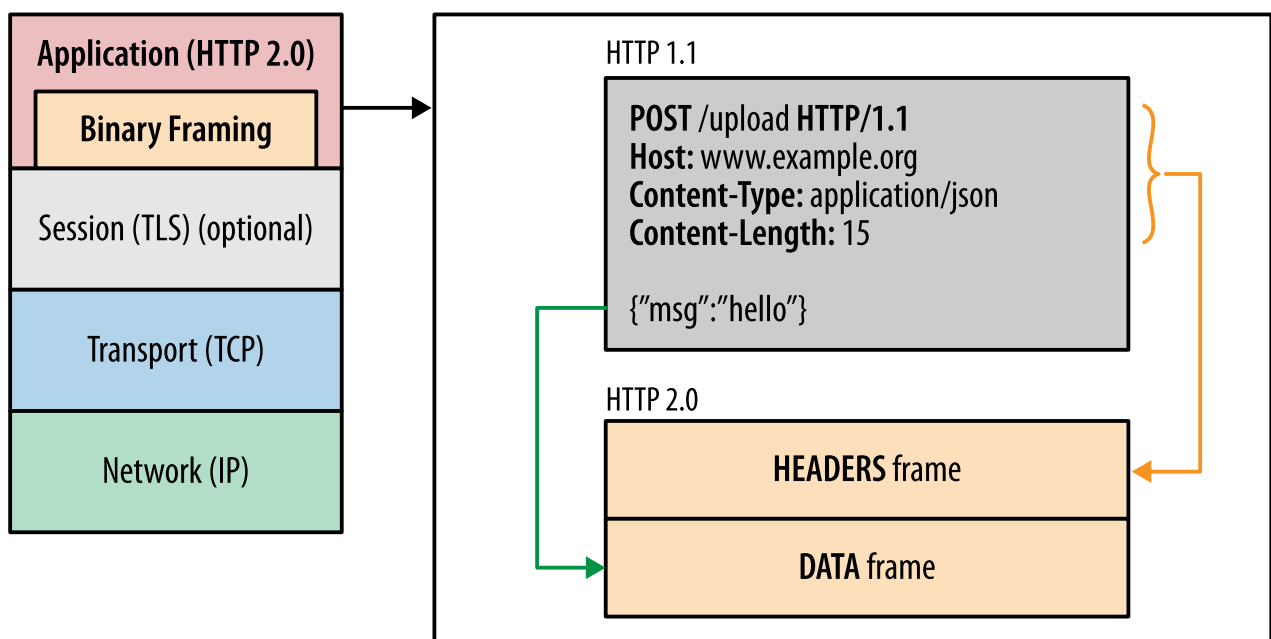 Application (HTTP 2.0)
Binary Framing
Session (TLS) (optional)
Transport (TCP)
Network (IP)
HTTP 1.1
POST /upload HTTP/1.1
Host: www.example.org
Content-Type: application/json
Content-Length: 15
{”msg”:”hello”}
HTTP 2.0
HEADERS frame
DATA frame